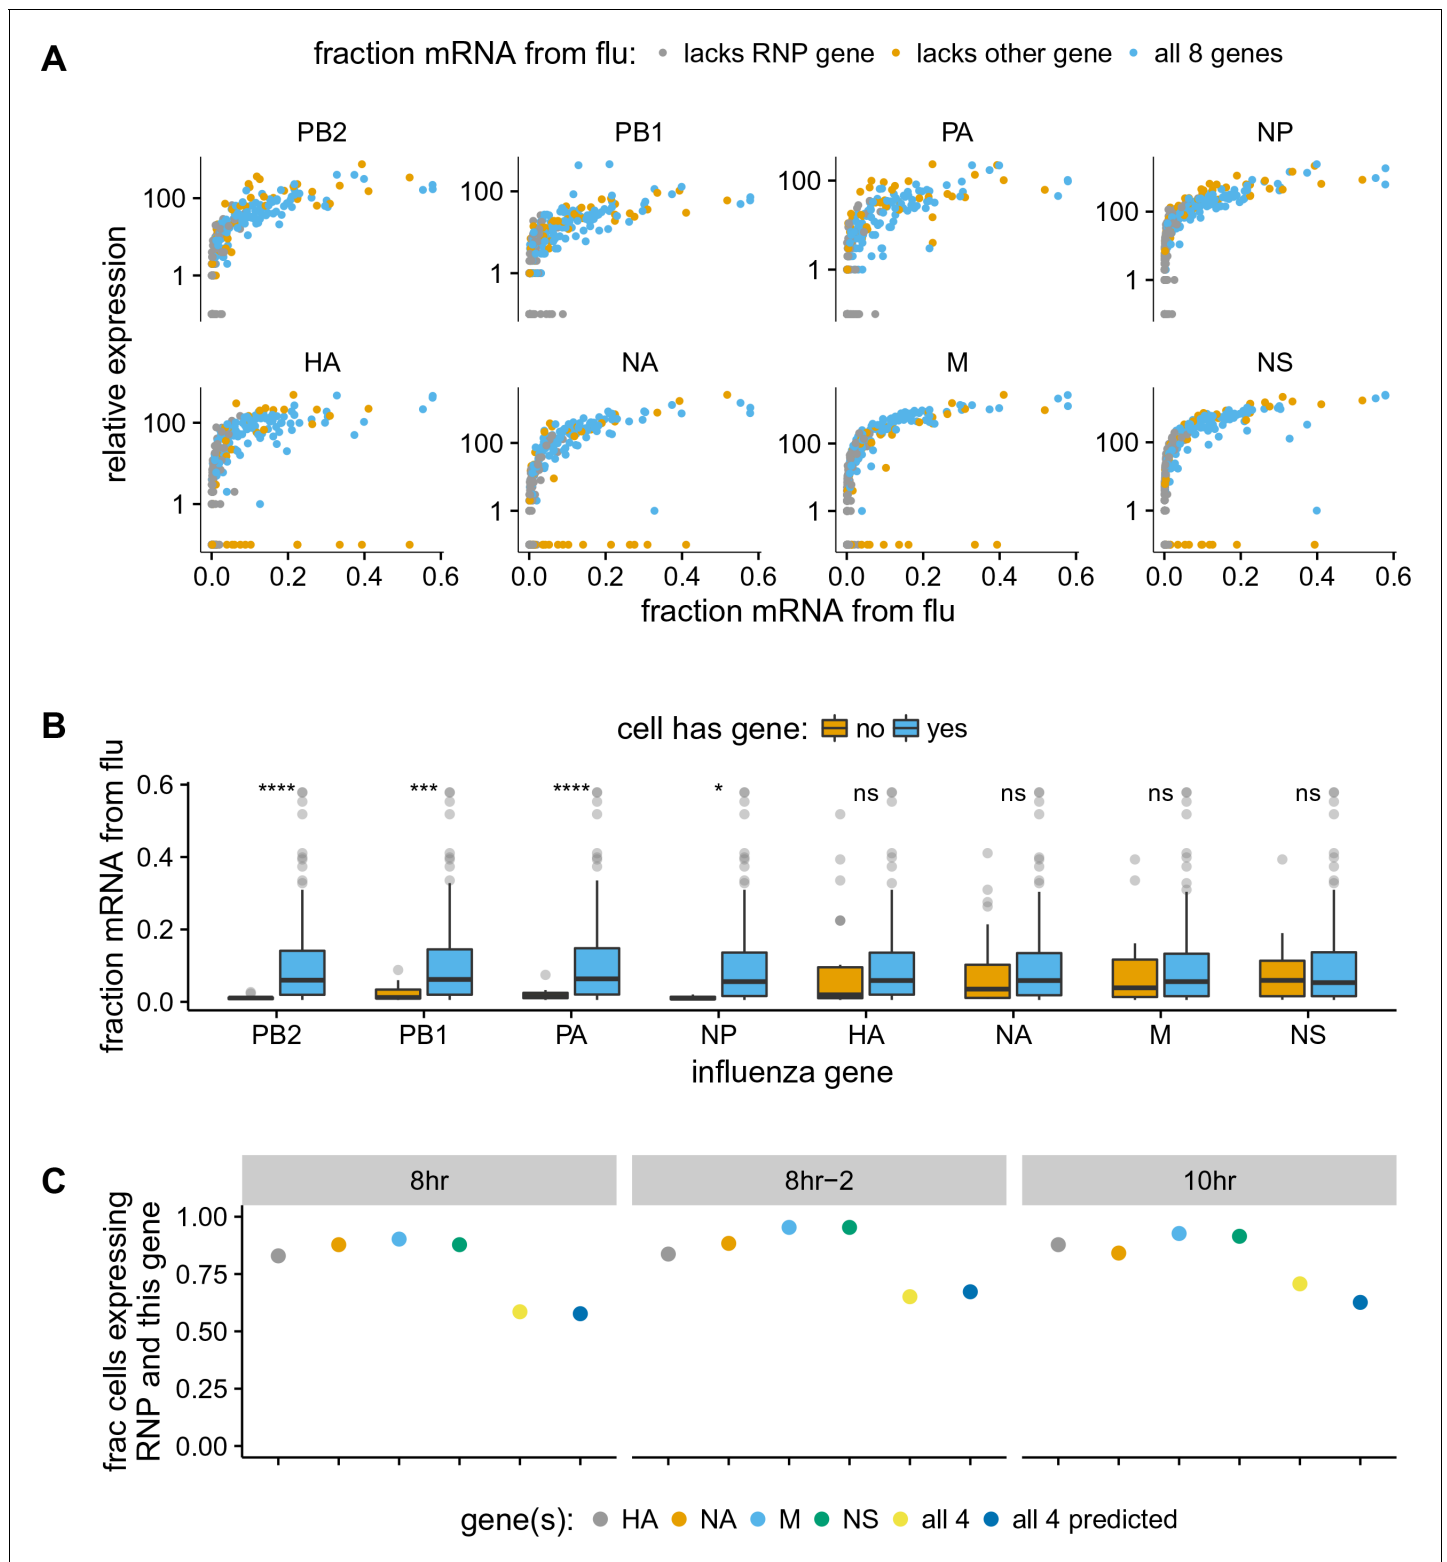 A
fraction mRNA from flu: lacks RNP gene lacks other gene all 8 genes
PB2 PB1 PA NP
100 100 100 100
1 1 1 1
relative expression
HA NA M NS
100 100 100 100
1 1 1 1
0.0 0.2 0.4 0.6 0.0 0.2 0.4 0.6 0.0 0.2 0.4 0.6 0.0 0.2 0.4 0.6
fraction mRNA from flu
B
cell has gene: no yes
fraction mRNA from flu
0.6
0.4
0.2
0.0
**** *** **** * ns ns ns ns
PB2 PB1 PA NP HA NA M NS
influenza gene
C
8hr 8hr−2 10hr
frac cells expressing
RNP and this gene
1.00
0.75
0.50
0.25
0.00
gene(s): HA NA M NS all 4 all 4 predicted